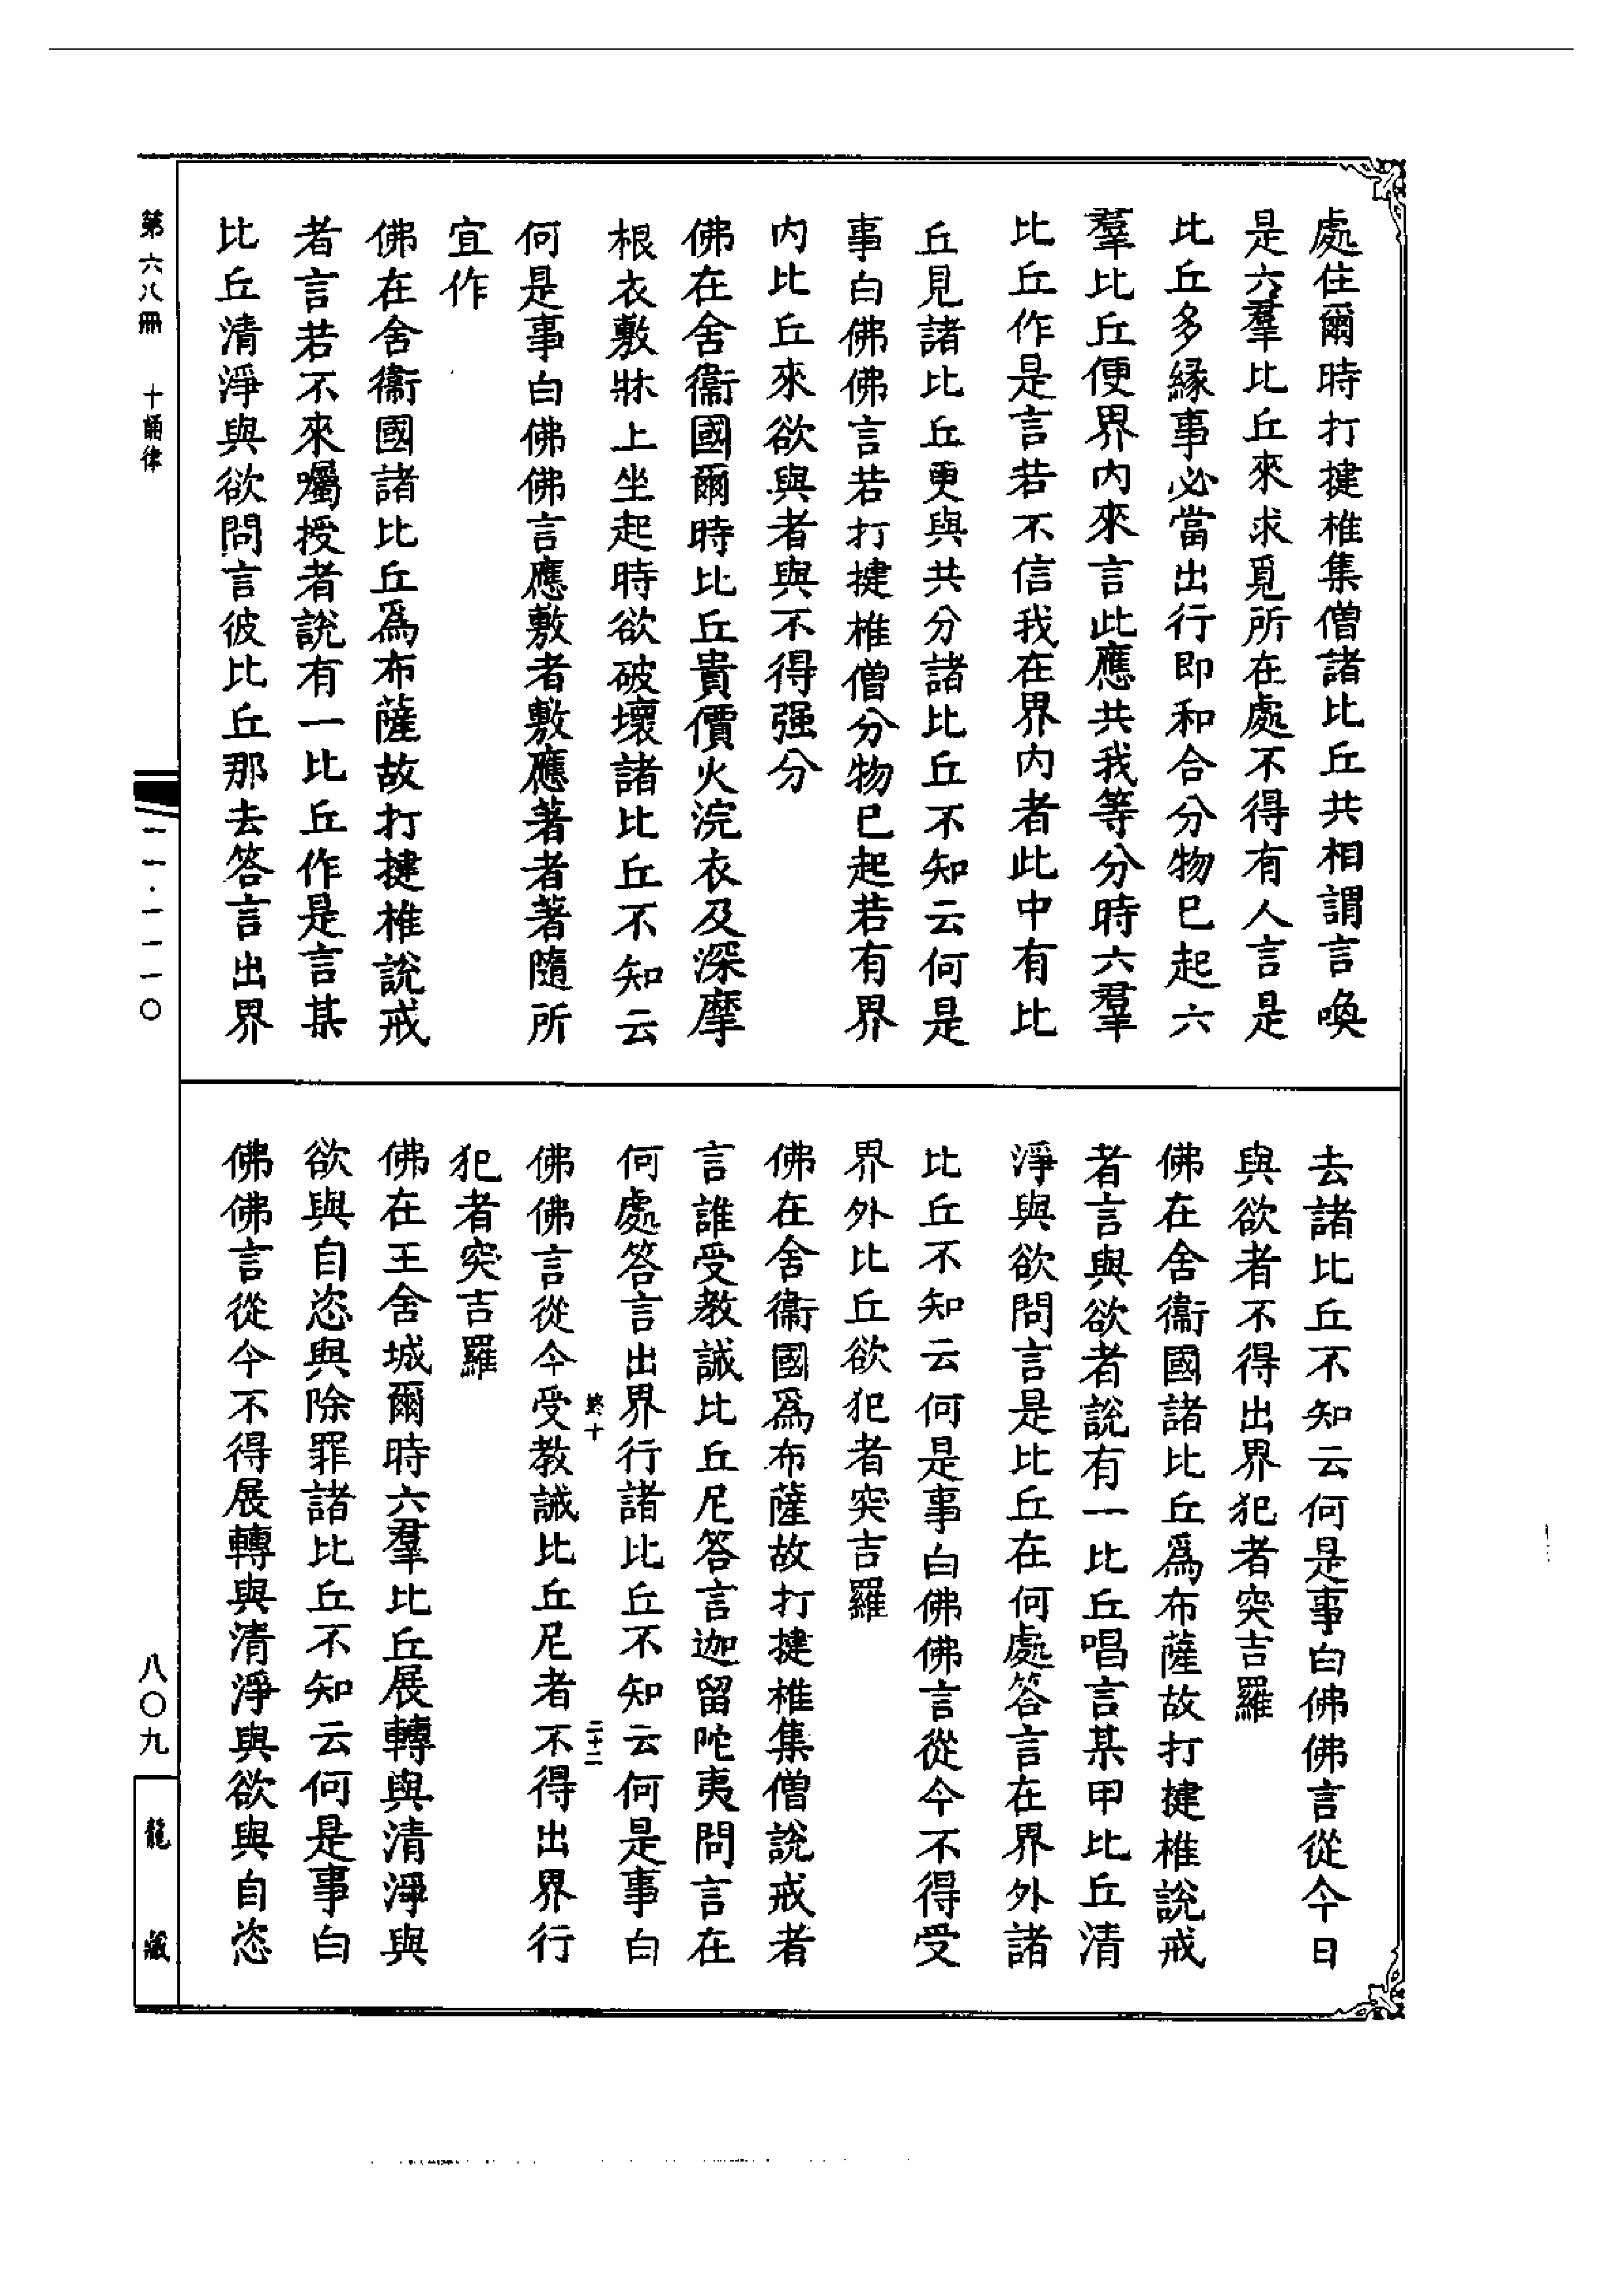 處住爾時打揵椎集僧諸比丘共相謂言喚
是六羣比丘來求覓所在處不得有人言是
比丘多緣事必當出行即和合分物已起六
羣比丘便界内來言此應共我等分時六羣
比丘作是言若不信我在界内者此中有比
丘見諸比丘更與共分諸比丘不知云何是
事白佛佛言若打揵椎僧分物已起若有界
内比丘來欲與者與不得强分
佛在舍衞國爾時比丘貴價火浣衣及深摩
根衣敷牀上坐起時欲破壞諸比丘不知云
何是事白佛佛言應敷者敷應著者著隨所
宜作
佛在舍衞國諸比丘爲布薩故打揵椎說戒
者言若不來囑授者說有一比丘作是言某
比丘清淨與欲問言彼比丘那去答言出界
去諸比丘不知云何是事白佛佛言從今日
與欲者不得出界犯者突吉羅
佛在舍衞國諸比丘爲布薩故打揵椎說戒
者言與欲者說有一比丘唱言某甲比丘清
淨與欲問言是比丘在何處答言在界外諸
比丘不知云何是事白佛佛言從今不得受
界外比丘欲犯者突吉羅
佛在舍衞國爲布薩故打揵椎集僧說戒者
言誰受教誡比丘尼答言迦留陀夷問言在
何處答言出界行諸比丘不知云何是事白
終十 二十二
佛佛言從今受教誡比丘尼者不得出界行
犯者突吉羅
佛在王舍城爾時六羣比丘展轉與清淨與
欲與自恣與除罪諸比丘不知云何是事白
佛佛言從今不得展轉與清淨與欲與自恣
第六八冊 十誦律
一一·一一一〇
八〇九
龍藏